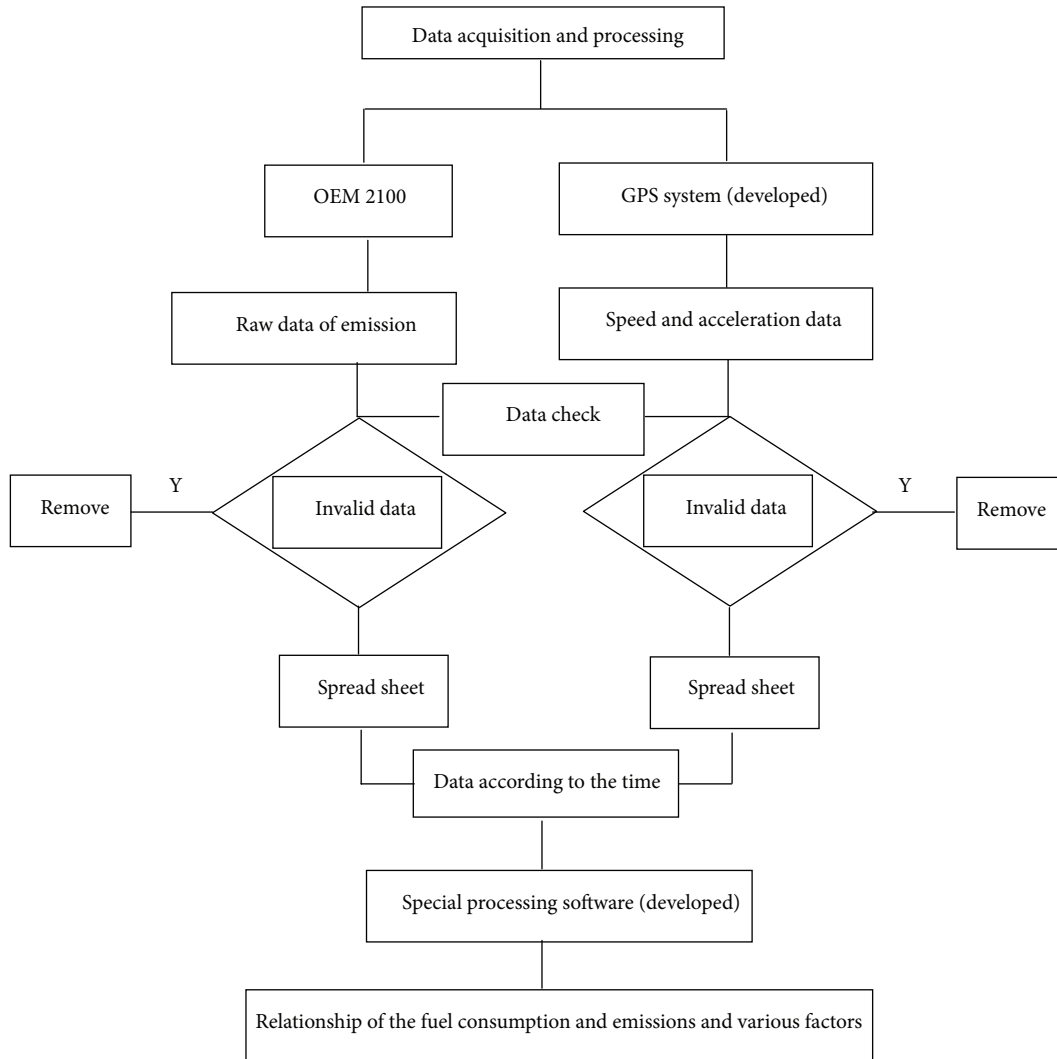 Data acquisition and processing
OEM 2100
GPS system (developed)
Raw data of emission
Speed and acceleration data
Data check
Y
Y
Remove
Invalid data
Invalid data
Remove
Spread sheet
Spread sheet
Data according to the time
Special processing software (developed)
Relationship of the fuel consumption and emissions and various factors